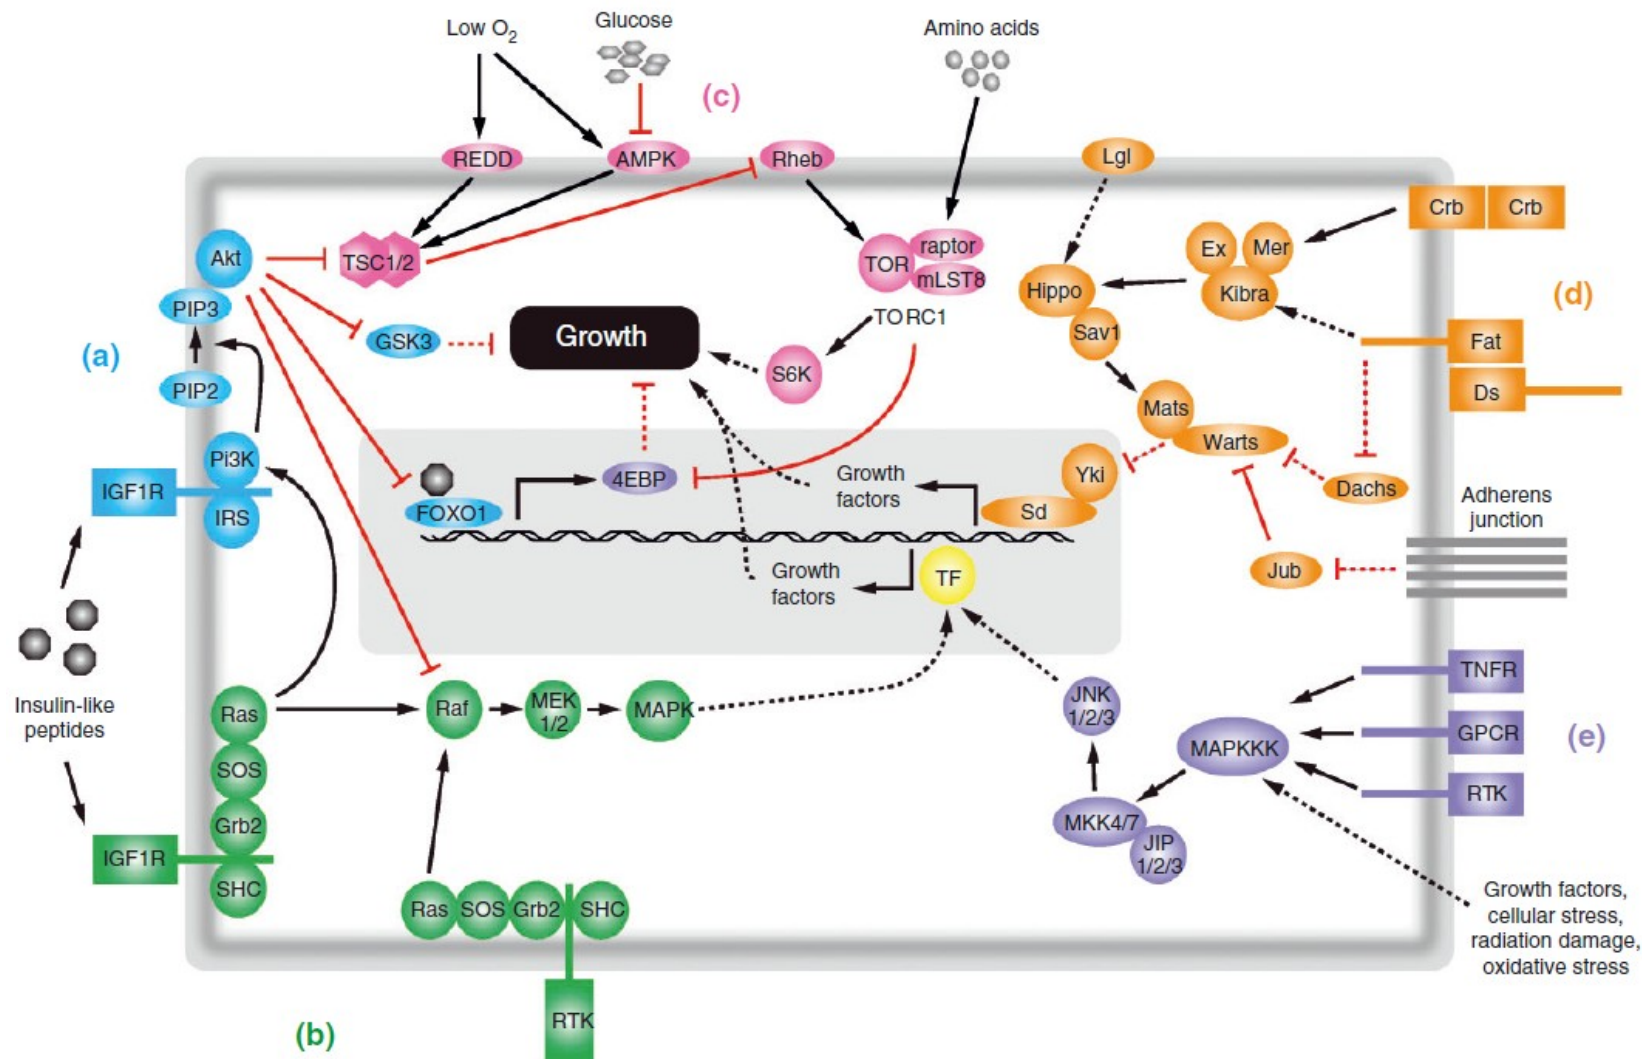 Low O2
Glucose
Amino acids
(c)
REDD
AMPK
Rheb
Lgl
Crb
Crb
Akt
TSC1/2
TOR
raptor
mLST8
TORC1
Ex
Mer
Kibra
Hippo
Sav1
(d)
PIP3
GSK3
Growth
S6K
Fat
Ds
(a)
PIP2
Mats
Warts
Pi3K
IGF1R
IRS
FOXO1
4EBP
Growth
factors
Yki
Sd
Dachs
Adherens
junction
Jub
Growth
factors
TF
Insulin-like
peptides
Ras
Raf
MEK
1/2
MAPK
JNK
1/2/3
MAPKKK
TNFR
GPCR
RTK
(e)
SOS
Grb2
IGF1R
SHC
MKK4/7
JIP
1/2/3
Ras
SOS
Grb2
SHC
Growth factors,
cellular stress,
radiation damage,
oxidative stress
RTK
(b)